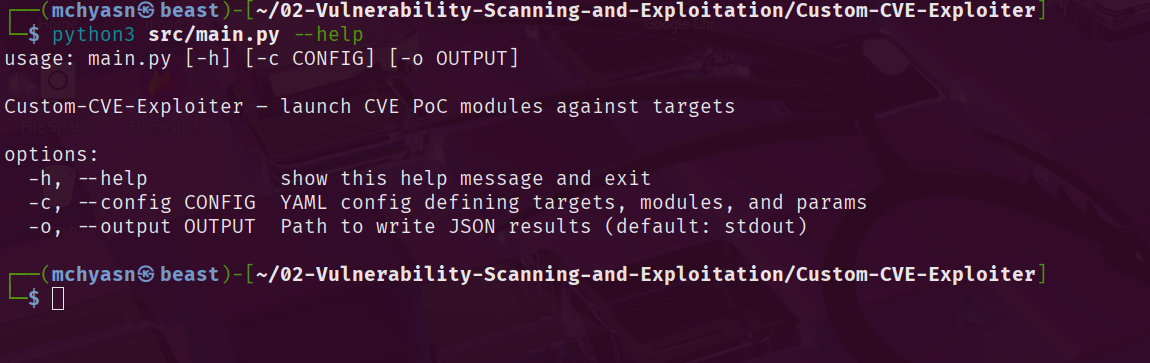 ┌──(mchyasn㉿beast)-[~/02-Vulnerability-Scanning-and-Exploitation/Custom-CVE-Exploiter]
└─$ python3 src/main.py --help
usage: main.py [-h] [-c CONFIG] [-o OUTPUT]
Custom-CVE-Exploiter – launch CVE PoC modules against targets
File System Flameshot
options:
-h, --help show this help message and exit
-c, --config CONFIG YAML config defining targets, modules, and params
-o, --output OUTPUT Path to write JSON results (default: stdout)
┌──(mchyasn㉿beast)-[~/02-Vulnerability-Scanning-and-Exploitation/Custom-CVE-Exploiter]
└─$